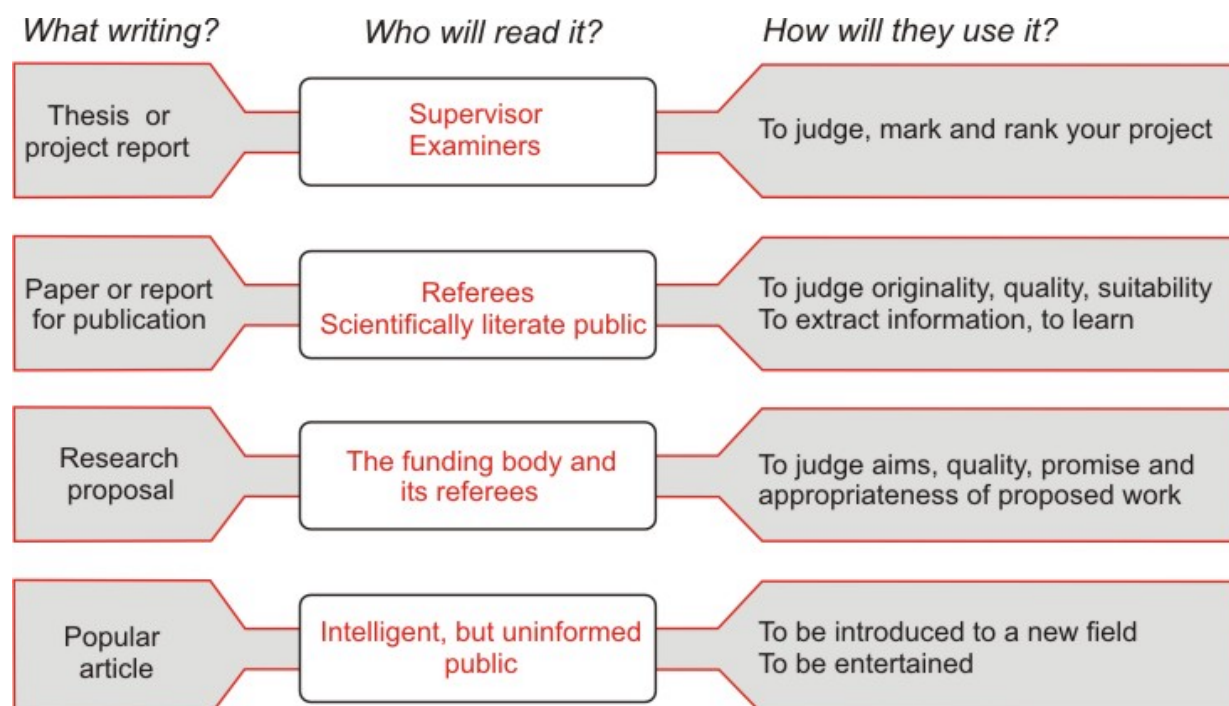 What writing? Who will read it? How will they use it?
Thesis or
project report
Supervisor
Examiners
To judge, mark and rank your project
Paper or report
for publication
Referees
Scientifically literate public
To judge originality, quality, suitability
To extract information, to learn
Research
proposal
The funding body and
its referees
To judge aims, quality, promise and
appropriateness of proposed work
Popular
article
Intelligent, but uninformed
public
To be introduced to a new field
To be entertained